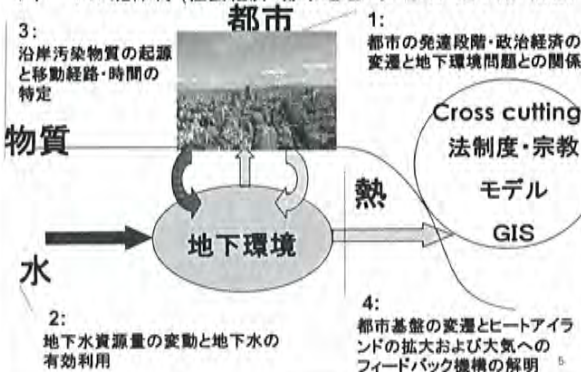 都市
3:
沿岸汚染物質の起源
と移動経路・時間の
特定
1:
都市の発達段階・政治経済の
変遷と地下環境問題との関係
物質
Cross cutting
法制度・宗教
モデル
GIS
熱
地下環境
水
2:
地下水資源量の変動と地下水の
有効利用
4:
都市基盤の変遷とヒートアイラ
ンドの拡大および大気への
フィードバック機構の解明
5